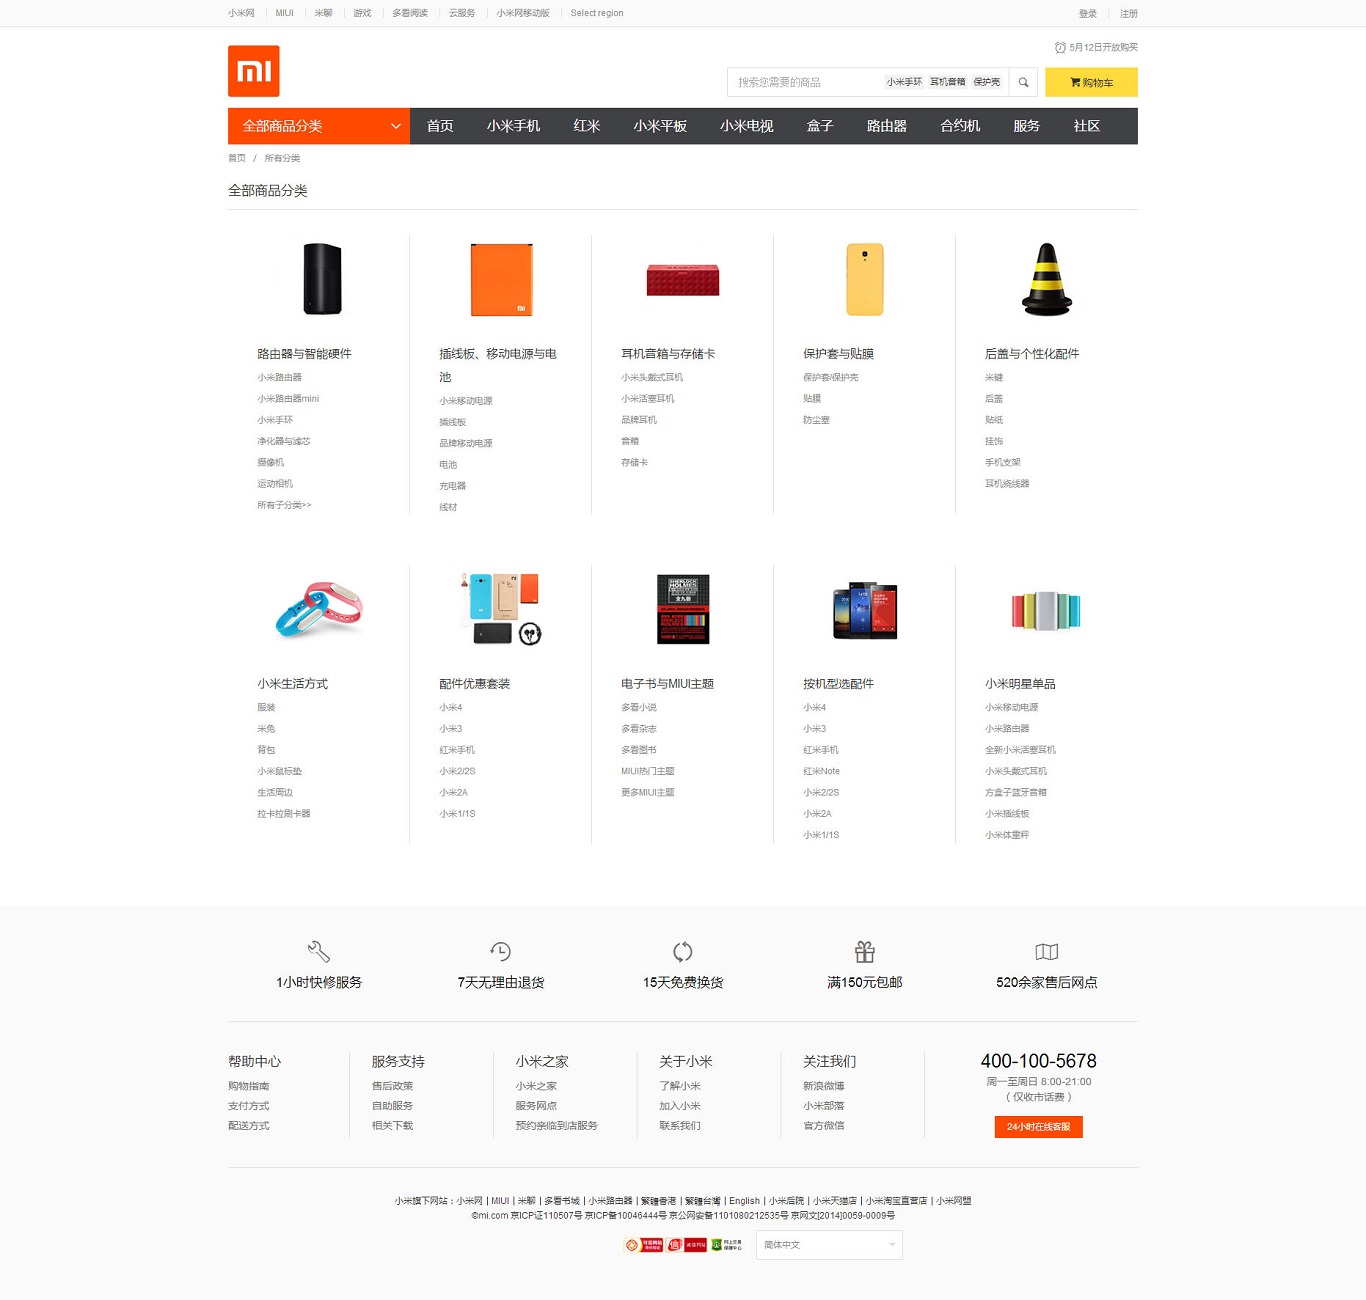 小米网 | MIUI | 米聊 | 游戏 | 多看阅读 | 云服务 | 小米网移动版 | Select region
登录 | 注册
5月12日开放购买
搜索您需要的商品 小米手环 耳机音箱 保护壳
购物车
全部商品分类 首页 小米手机 红米 小米平板 小米电视 盒子 路由器 合约机 服务 社区
首页 / 所有分类
全部商品分类
路由器与智能硬件
小米路由器
小米路由器mini
小米手环
净化器与滤芯
摄像机
运动相机
所有子分类>>
插线板、移动电源与电
池
小米移动电源
插线板
品牌移动电源
电池
充电器
线材
耳机音箱与存储卡
小米头戴式耳机
小米活塞耳机
品牌耳机
音箱
存储卡
保护套与贴膜
保护套/保护壳
贴膜
防尘塞
后盖与个性化配件
米键
后盖
贴纸
挂饰
手机支架
耳机绕线器
SHERLOCK
HOLMES
全九册
小米生活方式
服装
米兔
背包
小米鼠标垫
生活周边
拉卡拉刷卡器
配件优惠套装
小米4
小米3
红米手机
小米2/2S
小米2A
小米1/1S
电子书与MIUI主题
多看小说
多看杂志
多看图书
MIUI热门主题
更多MIUI主题
按机型选配件
小米4
小米3
红米手机
红米Note
小米2/2S
小米2A
小米1/1S
小米明星单品
小米移动电源
小米路由器
全新小米活塞耳机
小米头戴式耳机
方盒子蓝牙音箱
小米插线板
小米体重秤
1小时快修服务
7天无理由退货
15天免费换货
满150元包邮
520余家售后网点
帮助中心
购物指南
支付方式
配送方式
服务支持
售后政策
自助服务
相关下载
小米之家
小米之家
服务网点
预约亲临到店服务
关于小米
了解小米
加入小米
联系我们
关注我们
新浪微博
小米部落
官方微信
400-100-5678
周一至周日 8:00-21:00
（仅收市话费）
24小时在线客服
小米旗下网站：小米网 | MIUI | 米聊 | 多看书城 | 小米路由器 | 繁體香港 | 繁體台灣 | English | 小米后院 | 小米天猫店 | 小米淘宝直营店 | 小米网盟
©mi.com 京ICP证110507号 京ICP备10046444号 京公网安备1101080212535号 京网文[2014]0059-0009号
简体中文